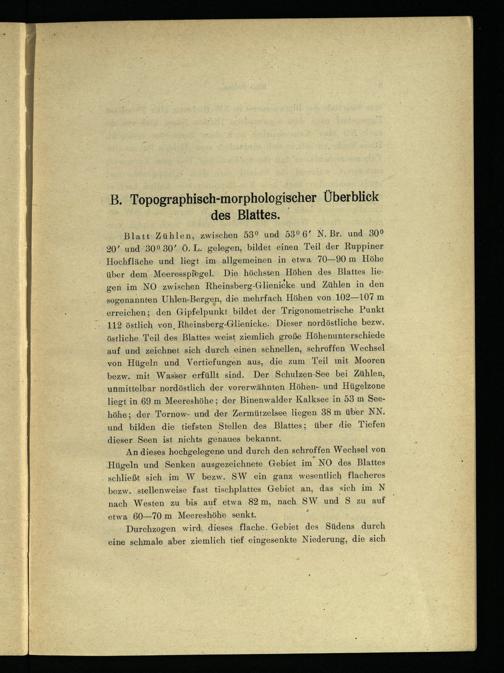 B. Topographisch-morphologischer Überblick
des Blattes.
Blatt Zühlen, zwischen 53⁰ und 53⁰ 6′ N. Br. und 30⁰
20′ und 30⁰ 30′ Ö. L. gelegen, bildet einen Teil der Ruppiner
Hochfläche und liegt im allgemeinen in etwa 70—90 m Höhe
über dem Meeresspiegel. Die höchsten Höhen des Blattes lie-
gen im NO zwischen Rheinsberg-Glienicke und Zühlen in den
sogenannten Uhlen-Bergen, die mehrfach Höhen von 102—107 m
erreichen; den Gipfelpunkt bildet der Trigonometrische Punkt
112 östlich von Rheinsberg-Glienicke. Dieser nordöstliche bezw.
östliche Teil des Blattes weist ziemlich große Höhenunterschiede
auf und zeichnet sich durch einen schnellen, schroffen Wechsel
von Hügeln und Vertiefungen aus, die zum Teil mit Mooren
bezw. mit Wasser erfüllt sind. Der Schulzen-See bei Zühlen,
unmittelbar nordöstlich der vorerwähnten Höhen- und Hügelzone
liegt in 69 m Meereshöhe; der Binenwalder Kalksee in 53 m See-
höhe; der Tornow- und der Zermützelsee liegen 38 m über NN.
und bilden die tiefsten Stellen des Blattes; über die Tiefen
dieser Seen ist nichts genaues bekannt.
An dieses hochgelegene und durch den schroffen Wechsel von
Hügeln und Senken ausgezeichnete Gebiet im NO des Blattes
schließt sich im W bezw. SW ein ganz wesentlich flacheres
bezw. stellenweise fast tischplattes Gebiet an, das sich im N
nach Westen zu bis auf etwa 82 m, nach SW und S zu auf
etwa 60—70 m Meereshöhe senkt.
Durchzogen wird dieses flache Gebiet des Südens durch
eine schmale aber ziemlich tief eingesenkte Niederung, die sich